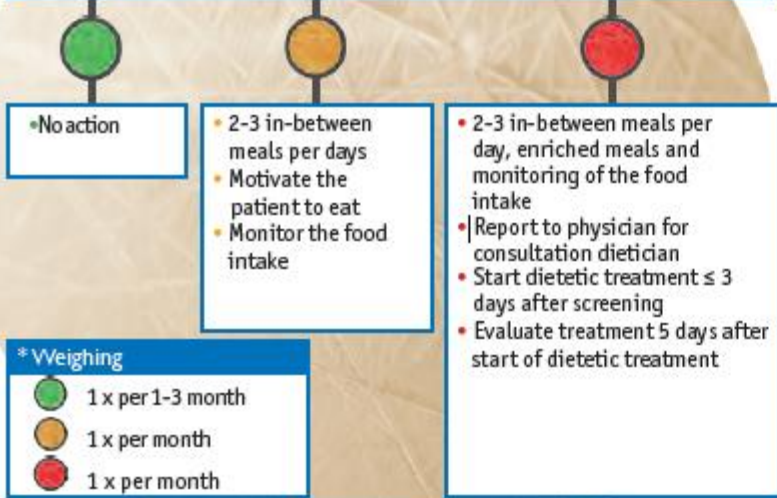 •No action
• 2-3 in-between
meals per days
• Motivate the
patient to eat
• Monitor the food
intake
• 2-3 in-between meals per
day, enriched meals and
monitoring of the food
intake
• Report to physician for
consultation dietician
• Start dietetic treatment ≤ 3
days after screening
• Evaluate treatment 5 days after
start of dietetic treatment
* Weighing
1 x per 1-3 month
1 x per month
1 x per month